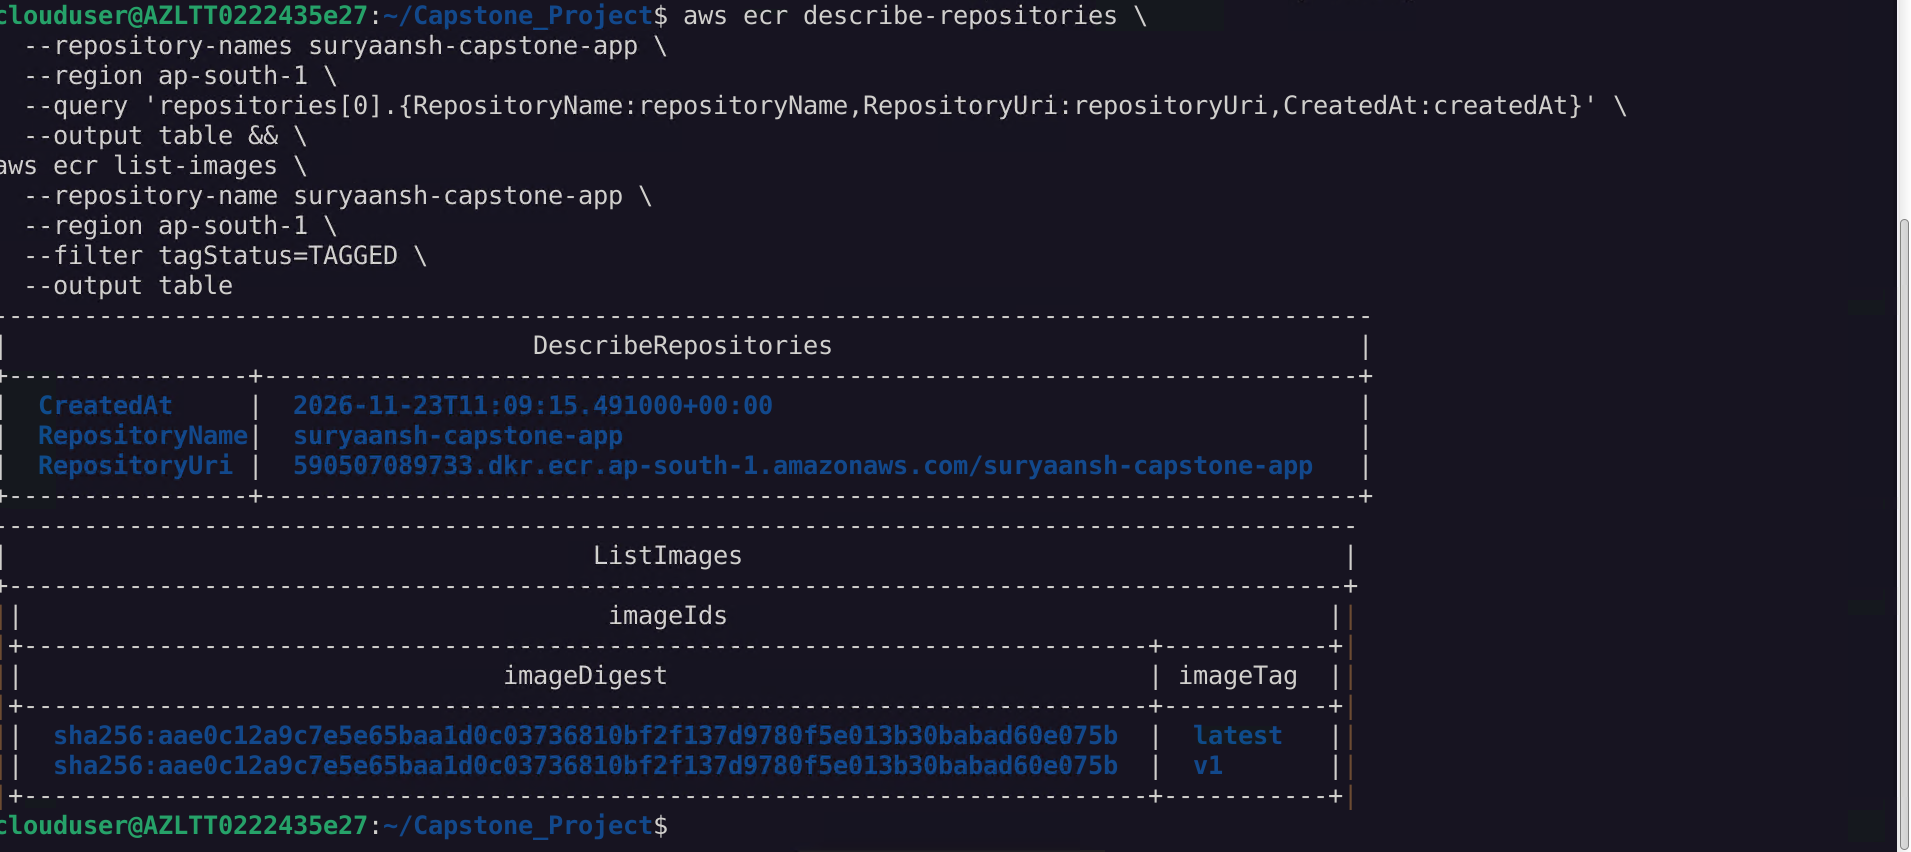 clouduser@AZLTT0222435e27:~/Capstone_Project$ aws ecr describe-repositories \
  --repository-names suryaansh-capstone-app \
  --region ap-south-1 \
  --query 'repositories[0].{RepositoryName:repositoryName,RepositoryUri:repositoryUri,CreatedAt:createdAt}' \
  --output table && \
aws ecr list-images \
  --repository-name suryaansh-capstone-app \
  --region ap-south-1 \
  --filter tagStatus=TAGGED \
  --output table
-------------------------------------------------------------------------------------------
|                                   DescribeRepositories                                   |
+----------------+-------------------------------------------------------------------------+
|  CreatedAt     |  2026-11-23T11:09:15.491000+00:00                                       |
|  RepositoryName|  suryaansh-capstone-app                                                 |
|  RepositoryUri |  590507089733.dkr.ecr.ap-south-1.amazonaws.com/suryaansh-capstone-app   |
+----------------+-------------------------------------------------------------------------+
------------------------------------------------------------------------------------------
|                                       ListImages                                        |
+-----------------------------------------------------------------------------------------+
||                                       imageIds                                        ||
|+---------------------------------------------------------------------------+-----------+|
||                                imageDigest                                | imageTag  ||
|+---------------------------------------------------------------------------+-----------+|
||  sha256:aae0c12a9c7e5e65baa1d0c03736810bf2f137d9780f5e013b30babad60e075b  |  latest   ||
||  sha256:aae0c12a9c7e5e65baa1d0c03736810bf2f137d9780f5e013b30babad60e075b  |  v1       ||
|+---------------------------------------------------------------------------+-----------+|
clouduser@AZLTT0222435e27:~/Capstone_Project$